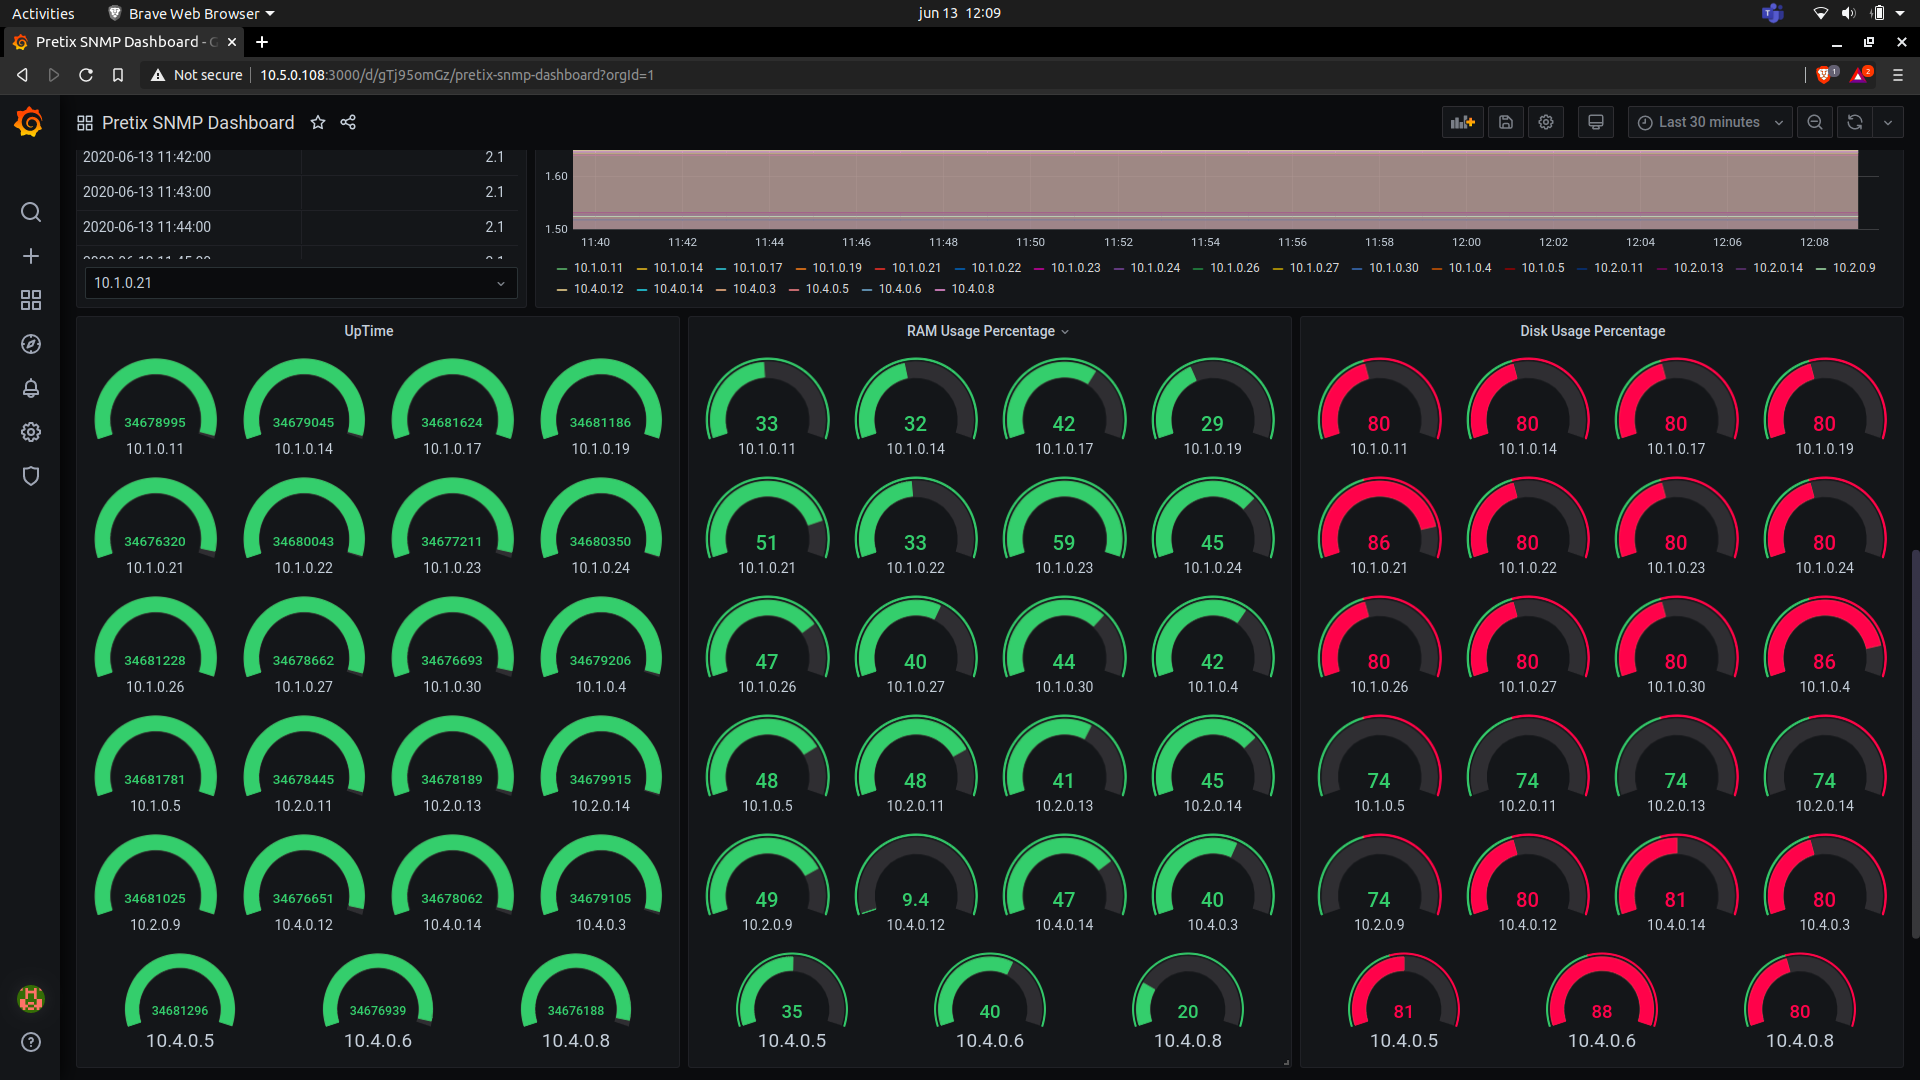 Activities Brave Web Browser jun 13 12:09
Pretix SNMP Dashboard - G
Not secure 10.5.0.108:3000/d/gTj95omGz/pretix-snmp-dashboard?orgId=1 1 2
Pretix SNMP Dashboard Last 30 minutes
2020-06-13 11:42:00 2.1
2020-06-13 11:43:00 2.1
2020-06-13 11:44:00 2.1
10.1.0.21
1.60
1.50
11:40 11:42 11:44 11:46 11:48 11:50 11:52 11:54 11:56 11:58 12:00 12:02 12:04 12:06 12:08
10.1.0.11 10.1.0.14 10.1.0.17 10.1.0.19 10.1.0.21 10.1.0.22 10.1.0.23 10.1.0.24 10.1.0.26 10.1.0.27 10.1.0.30 10.1.0.4 10.1.0.5 10.2.0.11 10.2.0.13 10.2.0.14 10.2.0.9
10.4.0.12 10.4.0.14 10.4.0.3 10.4.0.5 10.4.0.6 10.4.0.8
UpTime
34678995 34679045 34681624 34681186
10.1.0.11 10.1.0.14 10.1.0.17 10.1.0.19
34676320 34680043 34677211 34680350
10.1.0.21 10.1.0.22 10.1.0.23 10.1.0.24
34681228 34678662 34676693 34679206
10.1.0.26 10.1.0.27 10.1.0.30 10.1.0.4
34681781 34678445 34678189 34679915
10.1.0.5 10.2.0.11 10.2.0.13 10.2.0.14
34681025 34676651 34678062 34679105
10.2.0.9 10.4.0.12 10.4.0.14 10.4.0.3
34681296 34676939 34676188
10.4.0.5 10.4.0.6 10.4.0.8
RAM Usage Percentage
33 32 42 29
10.1.0.11 10.1.0.14 10.1.0.17 10.1.0.19
51 33 59 45
10.1.0.21 10.1.0.22 10.1.0.23 10.1.0.24
47 40 44 42
10.1.0.26 10.1.0.27 10.1.0.30 10.1.0.4
48 48 41 45
10.1.0.5 10.2.0.11 10.2.0.13 10.2.0.14
49 9.4 47 40
10.2.0.9 10.4.0.12 10.4.0.14 10.4.0.3
35 40 20
10.4.0.5 10.4.0.6 10.4.0.8
Disk Usage Percentage
80 80 80 80
10.1.0.11 10.1.0.14 10.1.0.17 10.1.0.19
86 80 80 80
10.1.0.21 10.1.0.22 10.1.0.23 10.1.0.24
80 80 80 86
10.1.0.26 10.1.0.27 10.1.0.30 10.1.0.4
74 74 74 74
10.1.0.5 10.2.0.11 10.2.0.13 10.2.0.14
74 80 81 80
10.2.0.9 10.4.0.12 10.4.0.14 10.4.0.3
81 88 80
10.4.0.5 10.4.0.6 10.4.0.8